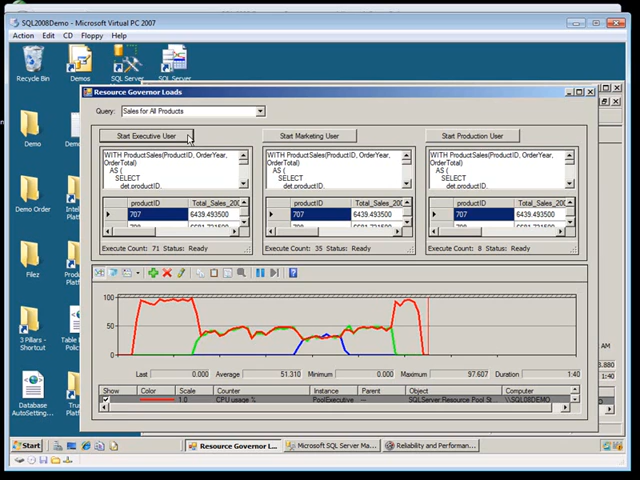 SQL2008Demo - Microsoft Virtual PC 2007
Action Edit CD Floppy Help
Recycle Bin
Demos
SQL Server
SQL Server
Resource Governor Loads
Query: Sales for All Products
Start Executive User
Start Marketing User
Start Production User
WITH ProductSales(ProductID, OrderYear,
OrderTotal)
AS (
SELECT
det.productID,
WITH ProductSales(ProductID, OrderYear,
OrderTotal)
AS (
SELECT
det.productID,
WITH ProductSales(ProductID, OrderYear,
OrderTotal)
AS (
SELECT
det.productID,
productID Total_Sales_200
707 6439.493500
productID Total_Sales_200
707 6439.493500
productID Total_Sales_200
707 6439.493500
Execute Count: 71 Status: Ready
Execute Count: 35 Status: Ready
Execute Count: 8 Status: Ready
Demo
Demo Order
Filez
3 Pillars -
Shortcut
Database
AutoSetting...
100
50
0
Last 0.000 Average 51.310 Minimum 0.000 Maximum 97.607 Duration 1:40
Show Color Scale Counter Instance Parent Object Computer
1.0 CPU usage % PoolExecutive --- SQLServer:Resource Pool St \\SQL08DEMO
AM
.880
1:40
Start
Resource Governor L...
Microsoft SQL Server Ma...
Reliability and Performan...